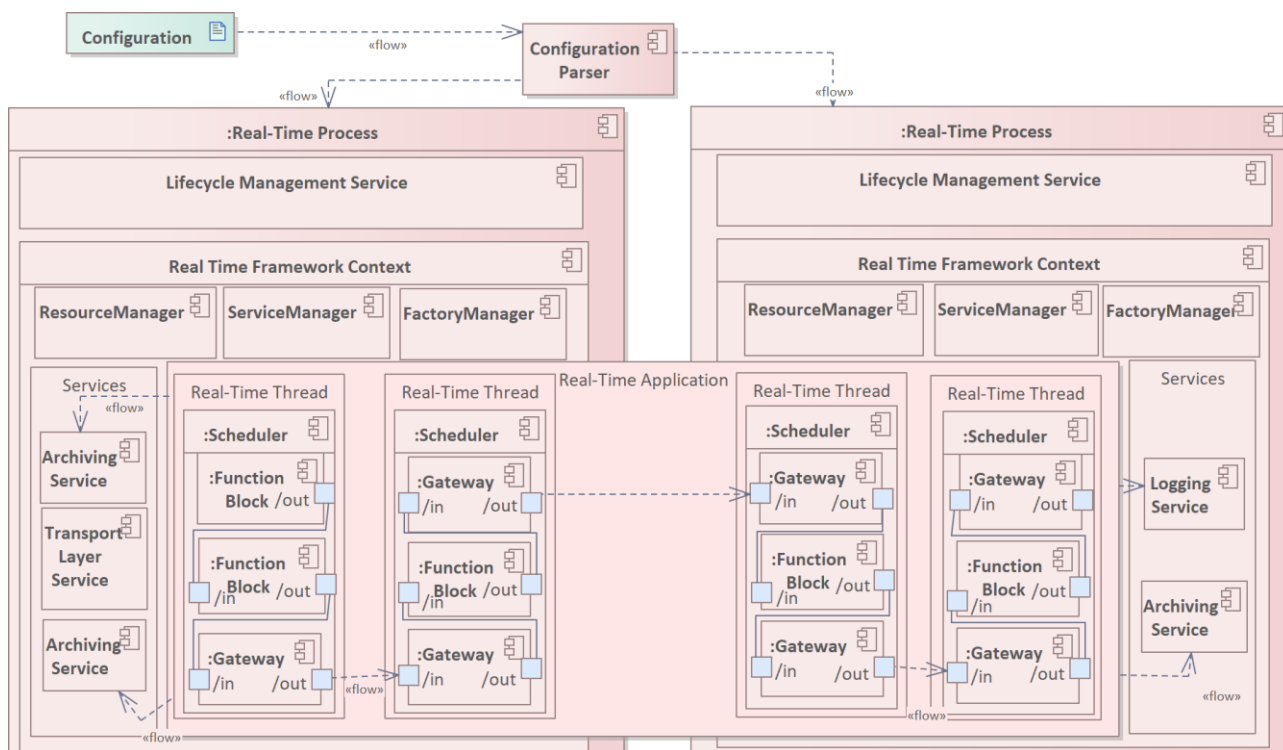 Configuration
«flow»
Configuration
Parser
«flow»
«flow»
:Real-Time Process
Lifecycle Management Service
Real Time Framework Context
ResourceManager
ServiceManager
FactoryManager
Services
«flow»
Archiving
Service
Transport
Layer
Service
Archiving
Service
«flow»
:Real-Time Process
Lifecycle Management Service
Real Time Framework Context
ResourceManager
ServiceManager
FactoryManager
Services
Logging
Service
Archiving
Service
«flow»
Real-Time Application
Real-Time Thread
:Scheduler
:Function
Block
/out
:Function
Block
/in
/out
:Gateway
/in
/out
«flow»
Real-Time Thread
:Scheduler
:Gateway
/in
/out
:Function
Block
/in
/out
:Gateway
/in
/out
Real-Time Thread
:Scheduler
:Gateway
/in
/out
:Function
Block
/in
/out
:Gateway
/in
/out
«flow»
Real-Time Thread
:Scheduler
:Gateway
/in
/out
:Function
Block
/in
/out
:Gateway
/in
/out